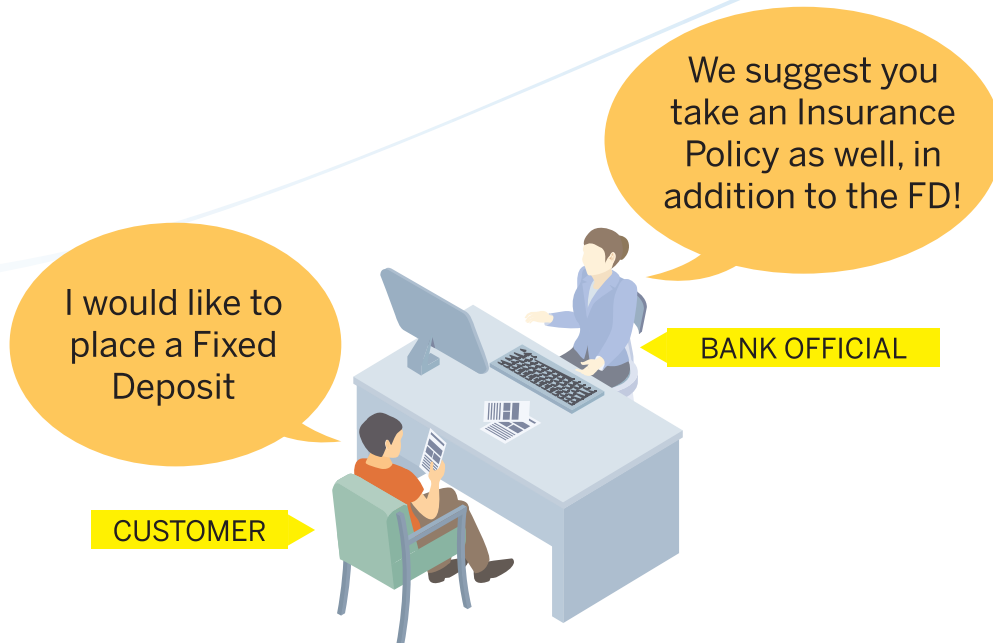 We suggest you
take an Insurance
Policy as well, in
addition to the FD!
I would like to
place a Fixed
Deposit
BANK OFFICIAL
CUSTOMER